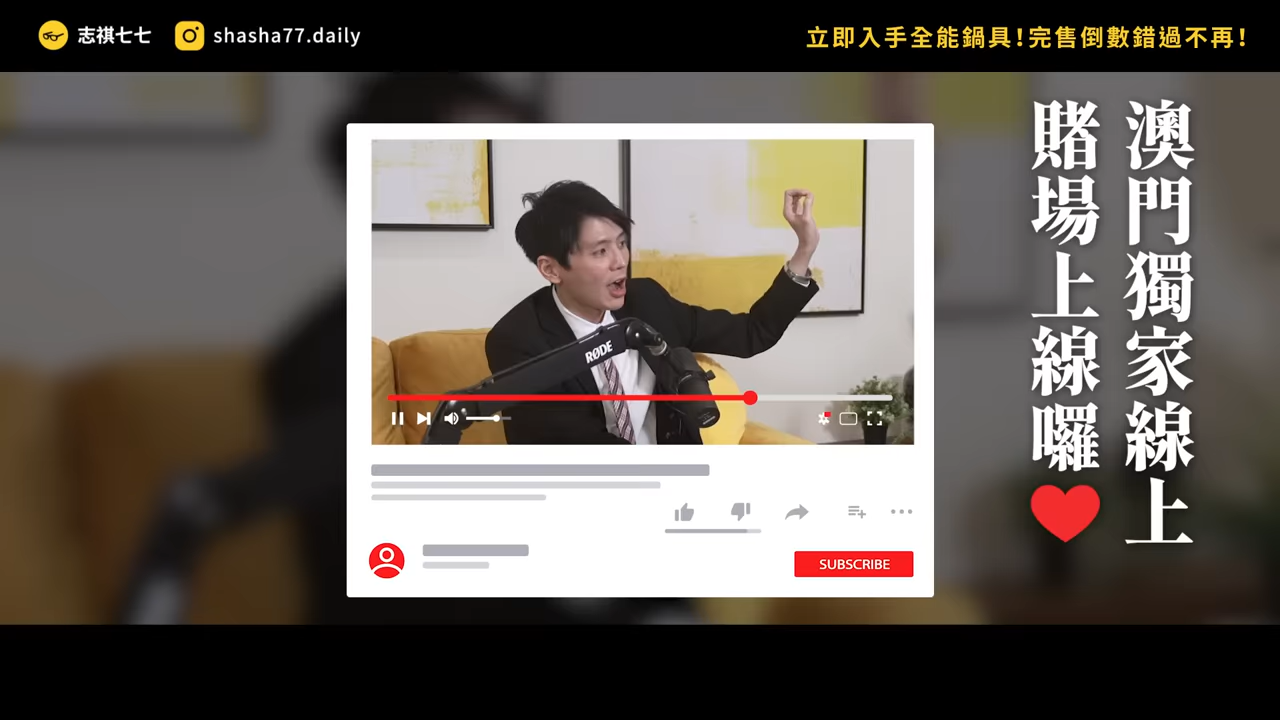 志祺七七
shasha77.daily
立即入手全能鍋具！完售倒數錯過不再！
澳門獨家線上
賭場上線囉
RØDE
SUBSCRIBE